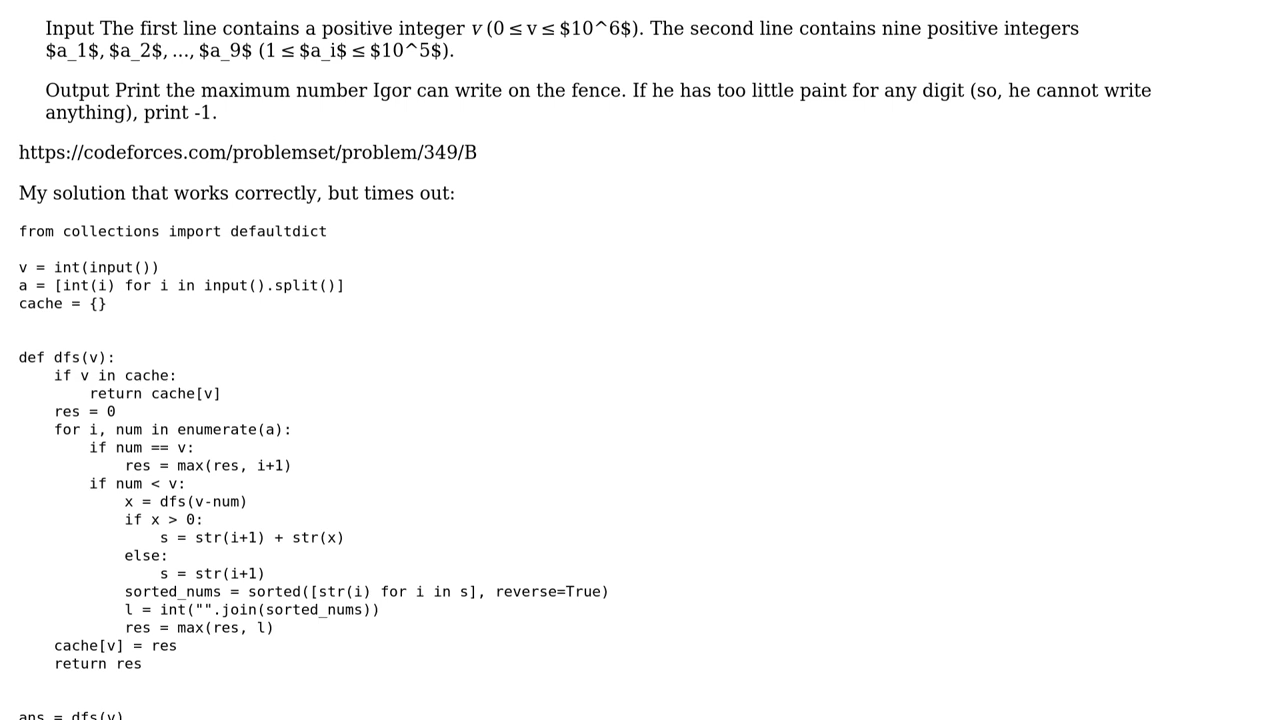 Input The first line contains a positive integer v (0 ≤ v ≤ $10^6$). The second line contains nine positive integers
$a_1$, $a_2$, ..., $a_9$ (1 ≤ $a_i$ ≤ $10^5$).
Output Print the maximum number Igor can write on the fence. If he has too little paint for any digit (so, he cannot write
anything), print -1.
https://codeforces.com/problemset/problem/349/B
My solution that works correctly, but times out:
from collections import defaultdict
v = int(input())
a = [int(i) for i in input().split()]
cache = {}
def dfs(v):
    if v in cache:
        return cache[v]
    res = 0
    for i, num in enumerate(a):
        if num == v:
            res = max(res, i+1)
        if num < v:
            x = dfs(v-num)
            if x > 0:
                s = str(i+1) + str(x)
            else:
                s = str(i+1)
            sorted_nums = sorted([str(i) for i in s], reverse=True)
            l = int("".join(sorted_nums))
            res = max(res, l)
    cache[v] = res
    return res
ans = dfs(v)